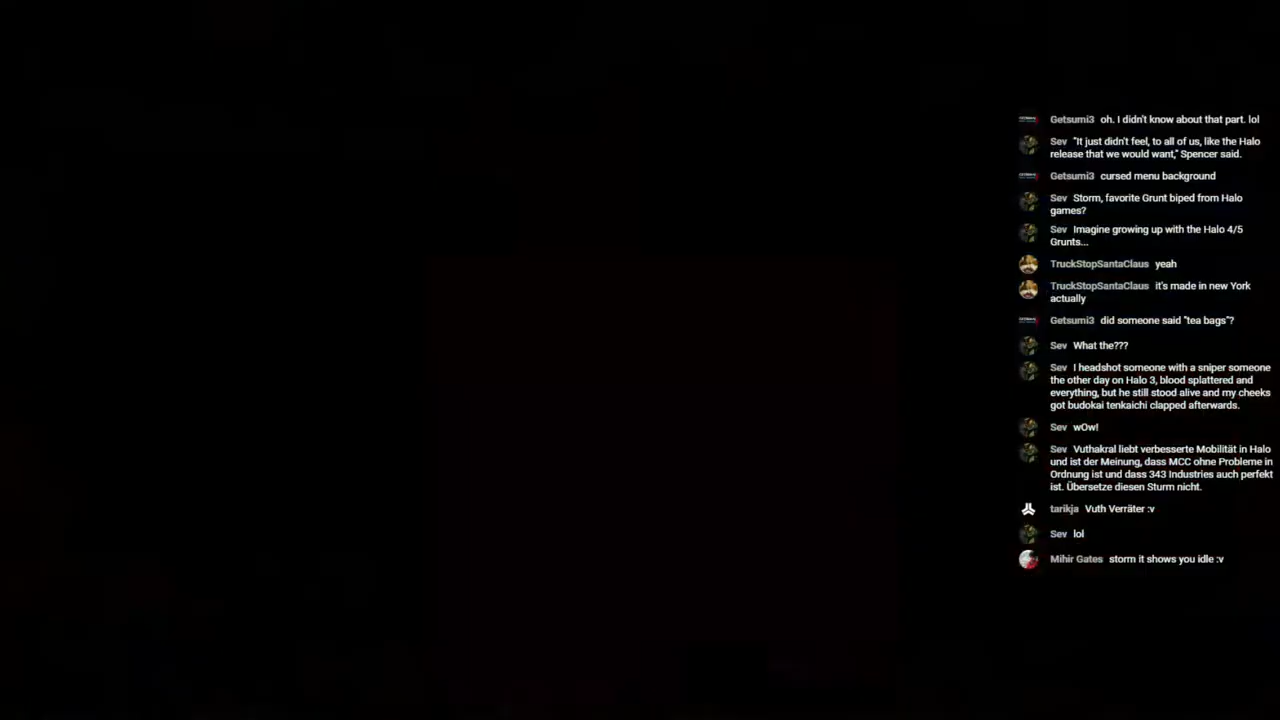 Getsumi3 oh. I didn't know about that part. lol
Sev "It just didn't feel, to all of us, like the Halo
release that we would want," Spencer said.
Getsumi3 cursed menu background
Sev Storm, favorite Grunt biped from Halo
games?
Sev Imagine growing up with the Halo 4/5
Grunts...
TruckStopSantaClaus yeah
TruckStopSantaClaus it's made in new York
actually
Getsumi3 did someone said "tea bags"?
Sev What the???
Sev I headshot someone with a sniper someone
the other day on Halo 3, blood splattered and
everything, but he still stood alive and my cheeks
got budokai tenkaichi clapped afterwards.
Sev wOw!
Sev Vuthakral liebt verbesserte Mobilität in Halo
und ist der Meinung, dass MCC ohne Probleme in
Ordnung ist und dass 343 Industries auch perfekt
ist. Übersetze diesen Sturm nicht.
tarikja Vuth Verräter :v
Sev lol
Mihir Gates storm it shows you idle :v